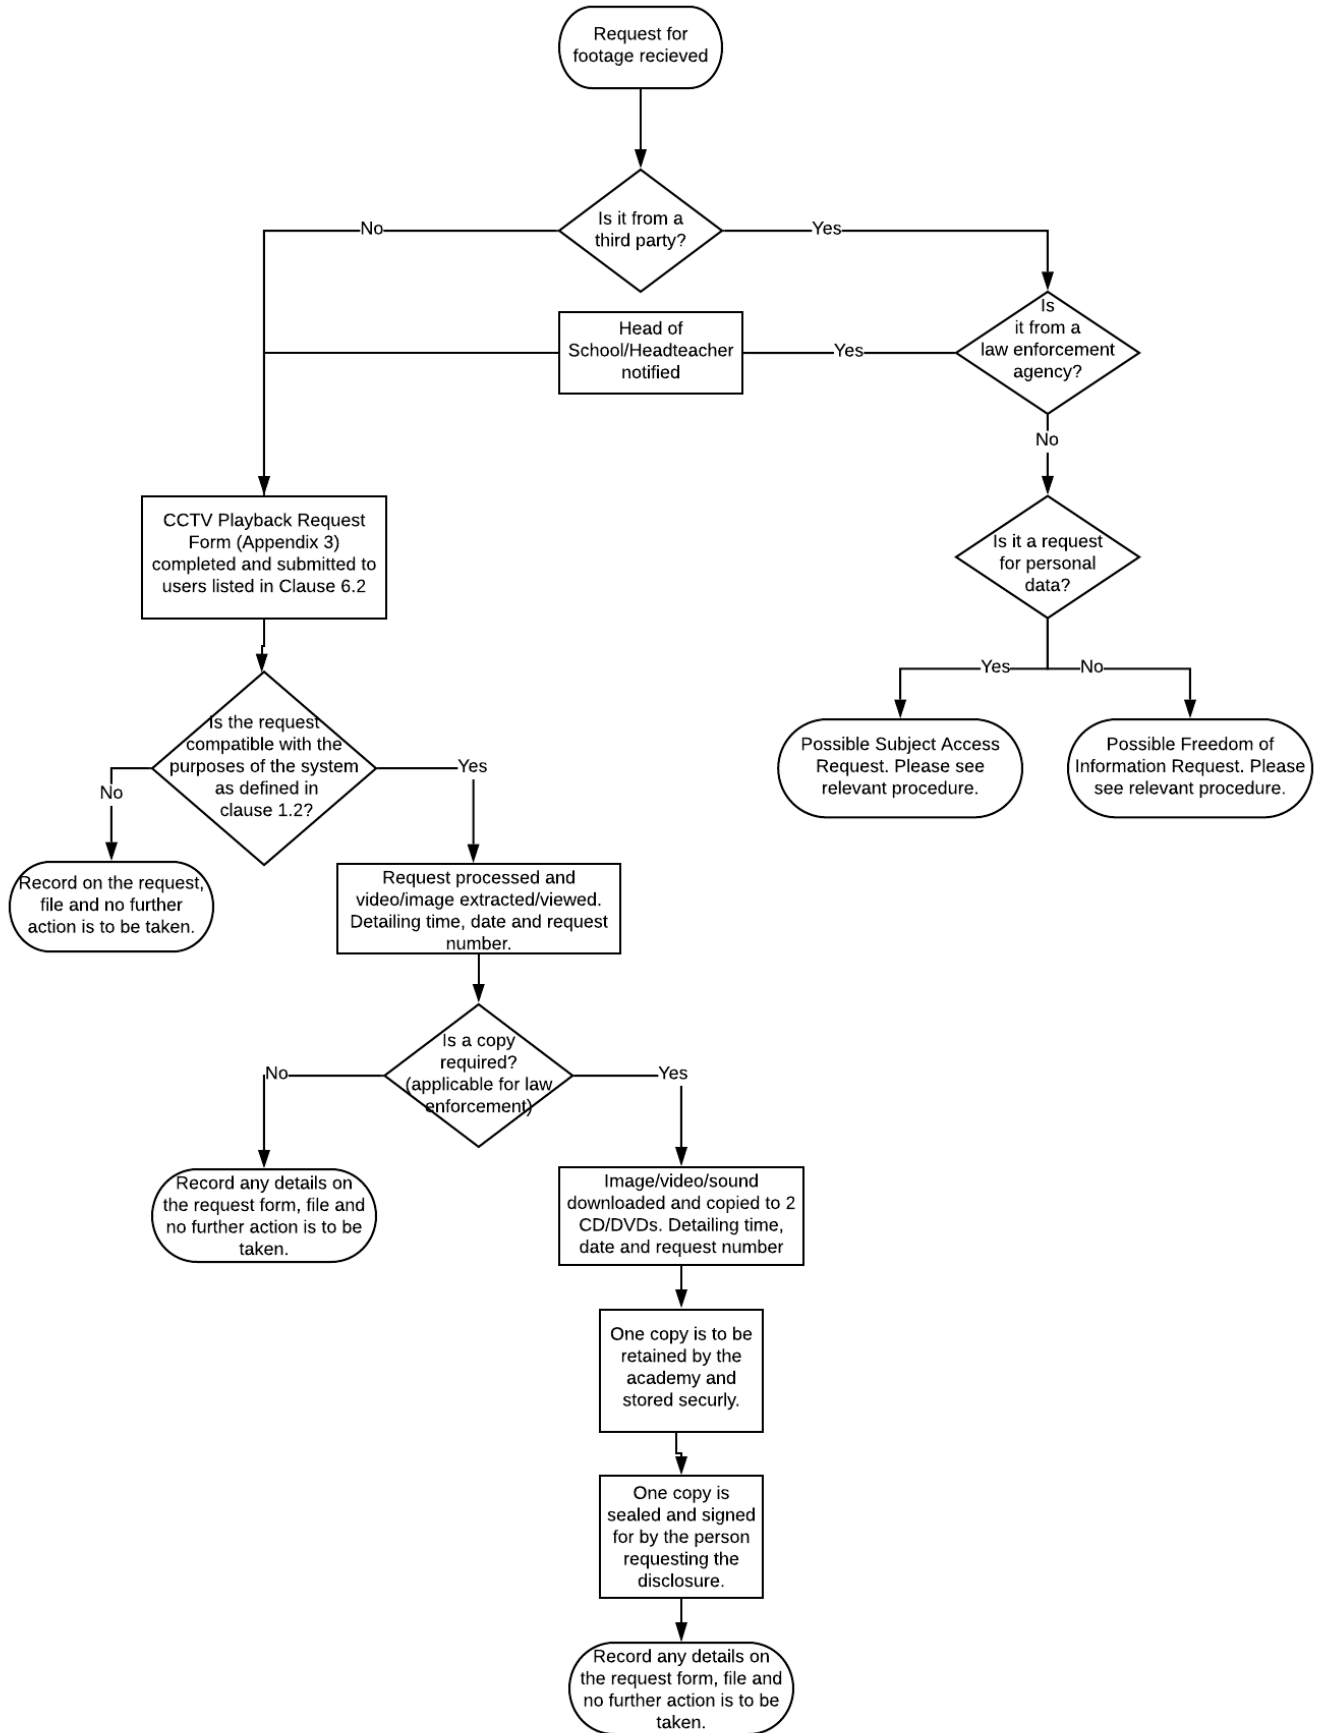 Request for
footage recieved
Is it from a
third party?
No
Yes
Is
it from a
law enforcement
agency?
Head of
School/Headteacher
notified
Yes
No
CCTV Playback Request
Form (Appendix 3)
completed and submitted to
users listed in Clause 6.2
Is it a request
for personal
data?
Yes
No
Possible Subject Access
Request. Please see
relevant procedure.
Possible Freedom of
Information Request. Please
see relevant procedure.
Is the request
compatible with the
purposes of the system
as defined in
clause 1.2?
No
Yes
Record on the request,
file and no further
action is to be taken.
Request processed and
video/image extracted/viewed.
Detailing time, date and request
number.
Is a copy
required?
(applicable for law
enforcement)
No
Yes
Record any details on
the request form, file and
no further action is to be
taken.
Image/video/sound
downloaded and copied to 2
CD/DVDs. Detailing time,
date and request number
One copy is to be
retained by the
academy and
stored securly.
One copy is
sealed and signed
for by the person
requesting the
disclosure.
Record any details on
the request form, file and
no further action is to be
taken.